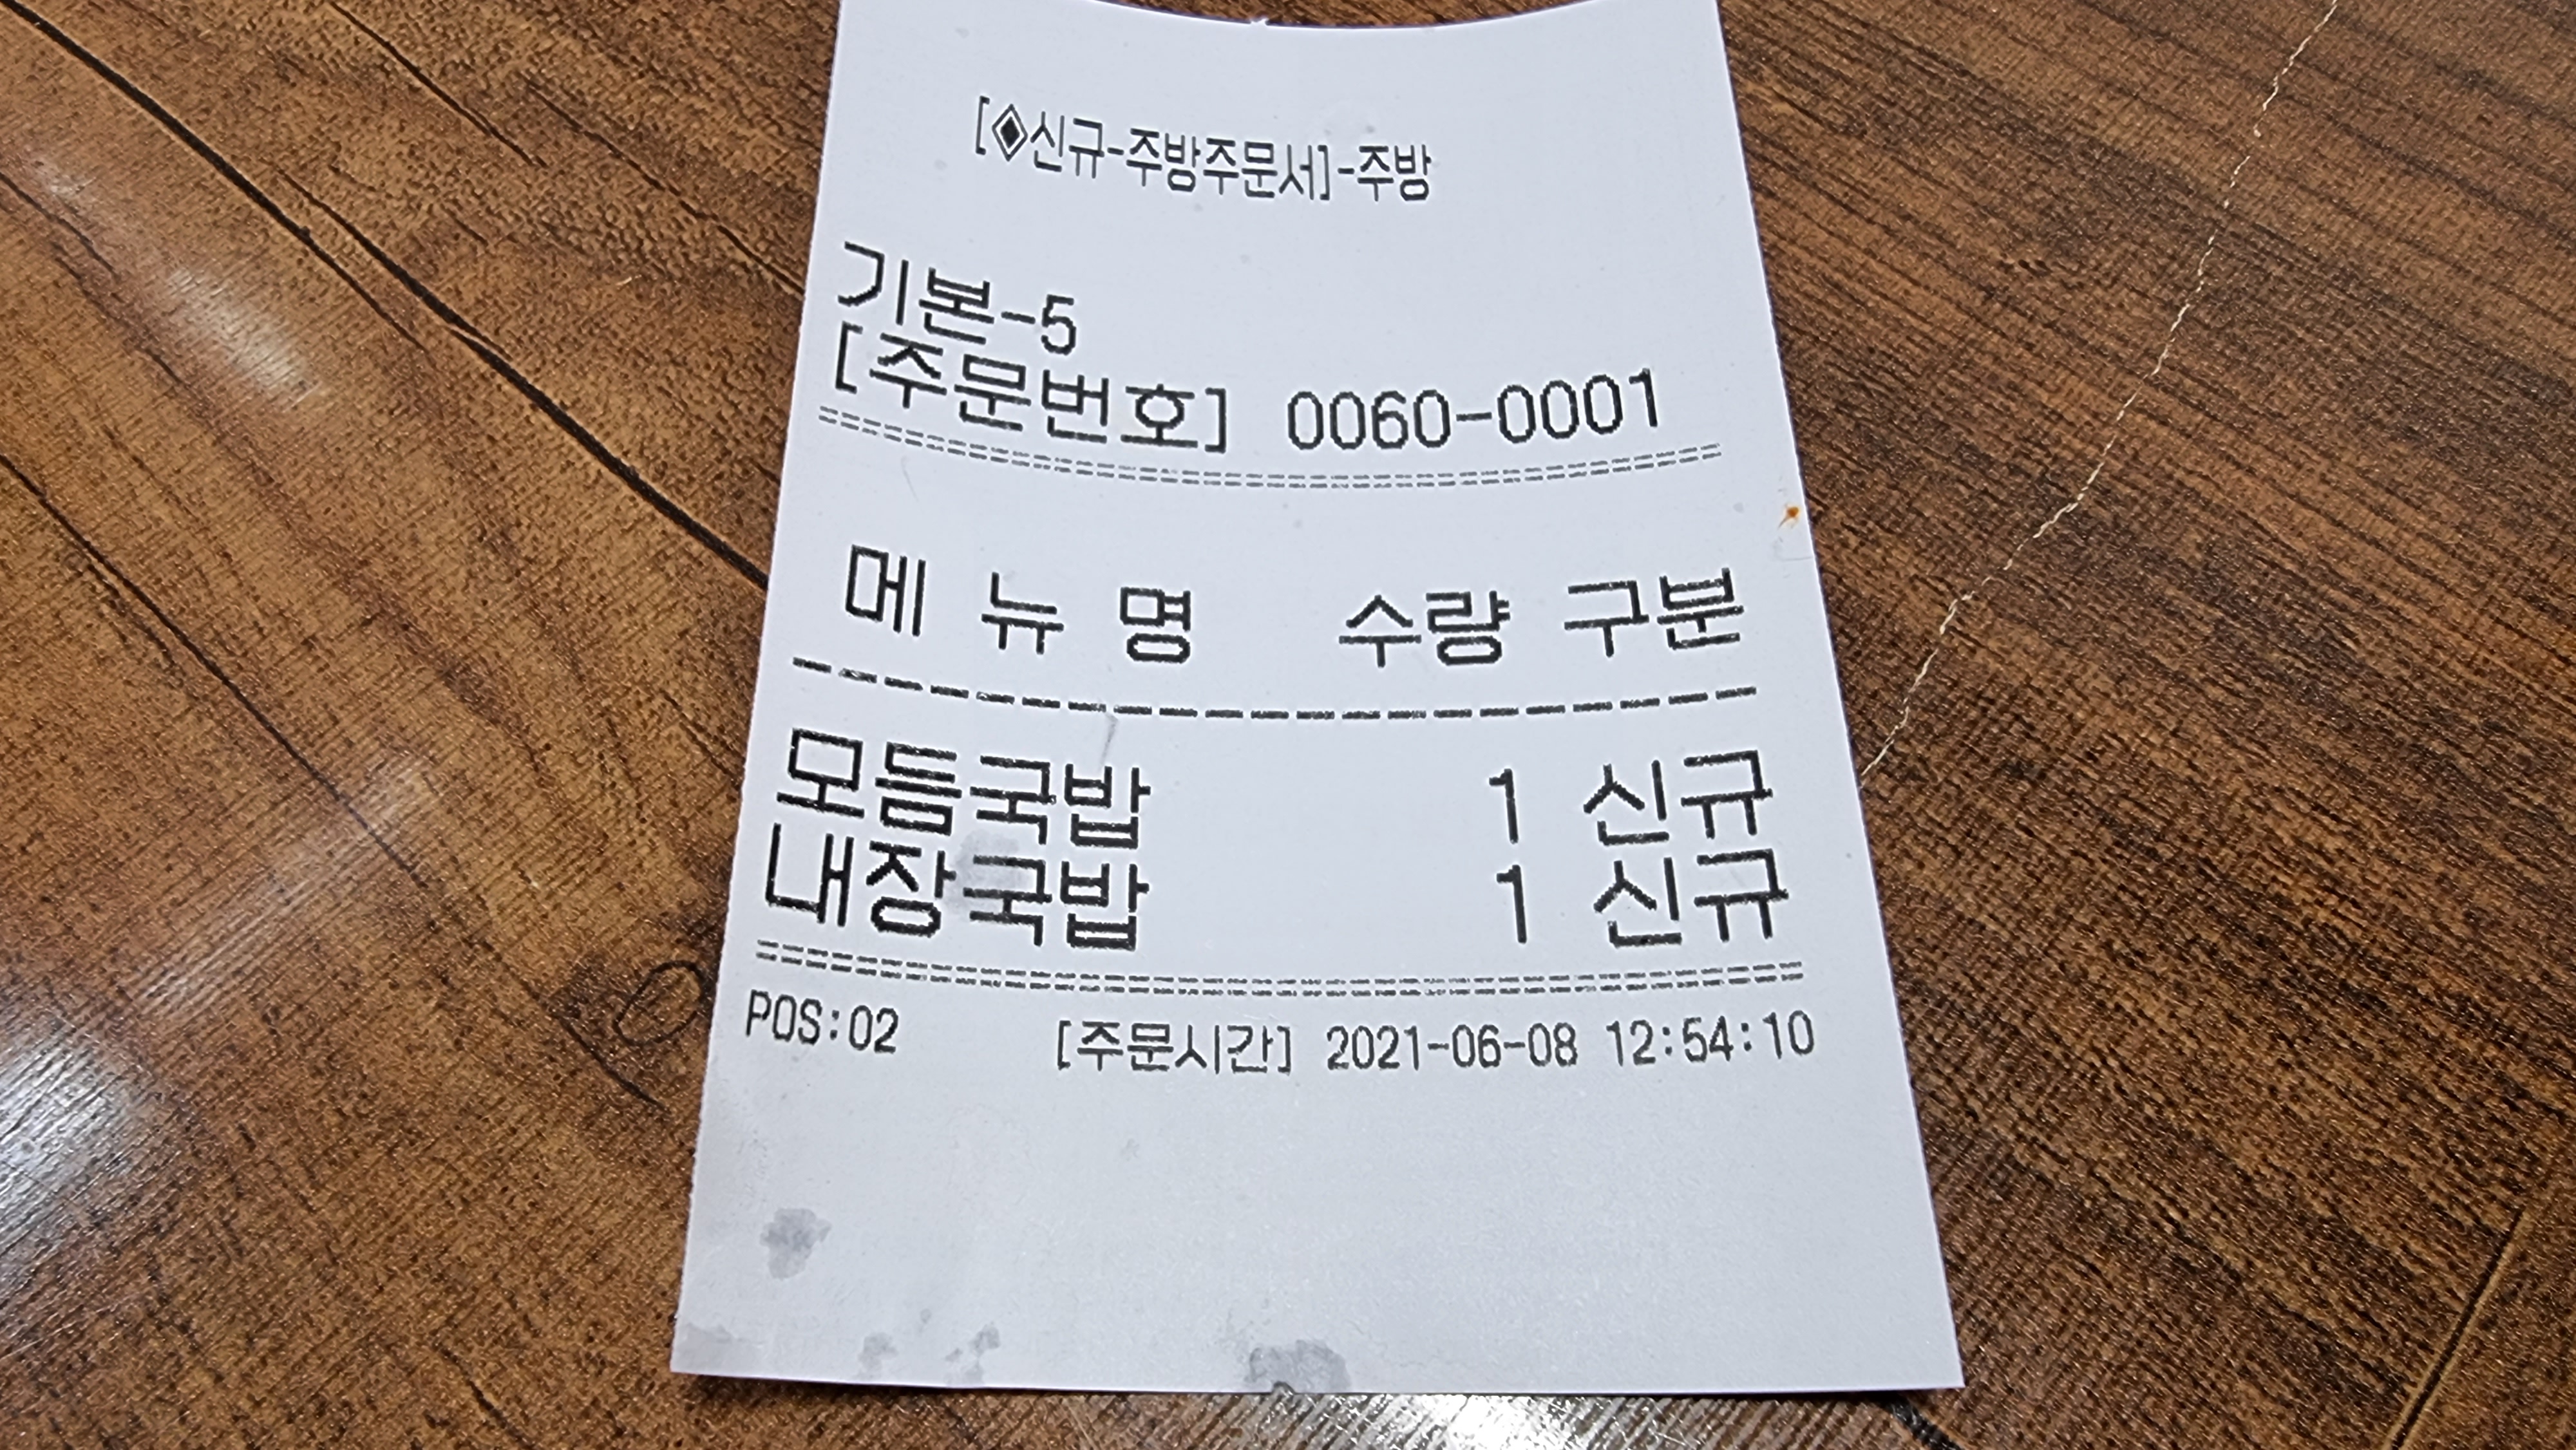 [◈신규-주방주문서]-주방
기본-5
[주문번호] 0060-0001
메 뉴 명 수량 구분
모듬국밥 1 신규
내장국밥 1 신규
POS:02 [주문시간] 2021-06-08 12:54:10